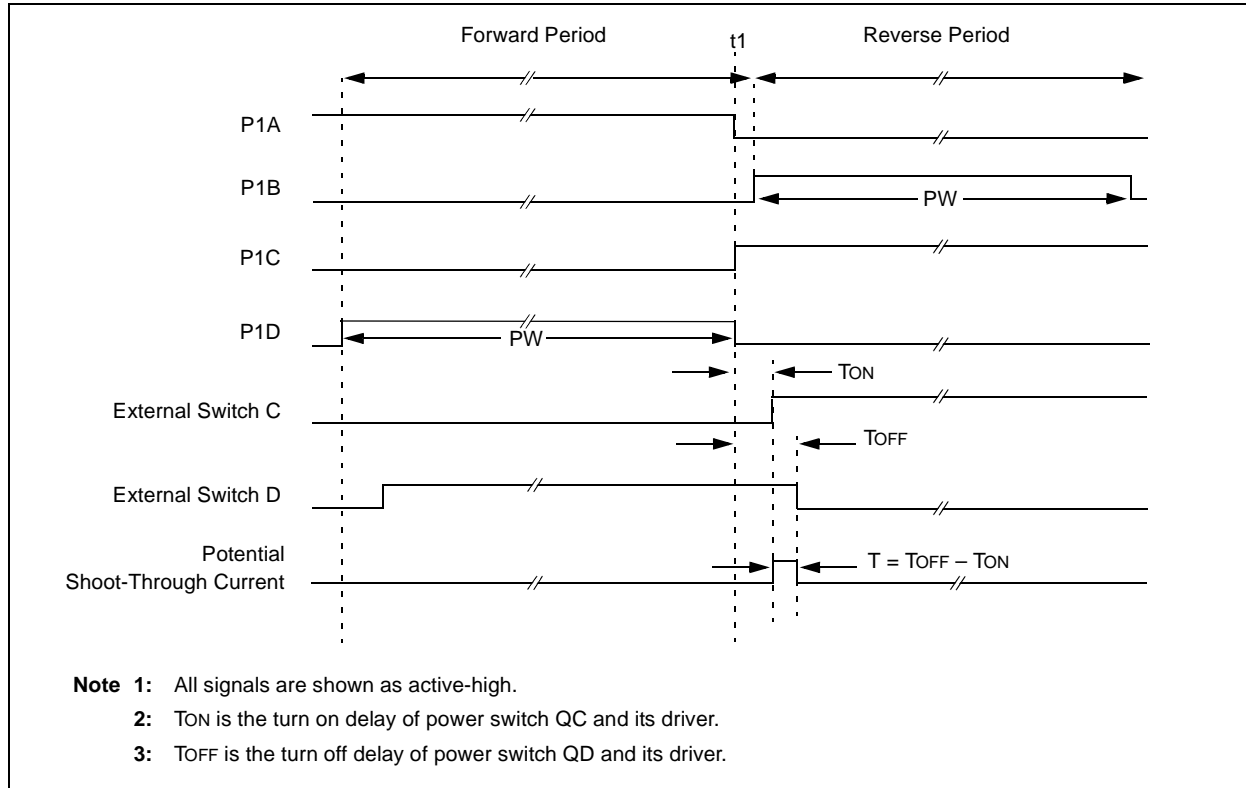 Forward Period
t1
Reverse Period
P1A
P1B
PW
P1C
P1D
PW
TON
External Switch C
TOFF
External Switch D
Potential
Shoot-Through Current
T = TOFF – TON
Note 1: All signals are shown as active-high.
2: TON is the turn on delay of power switch QC and its driver.
3: TOFF is the turn off delay of power switch QD and its driver.